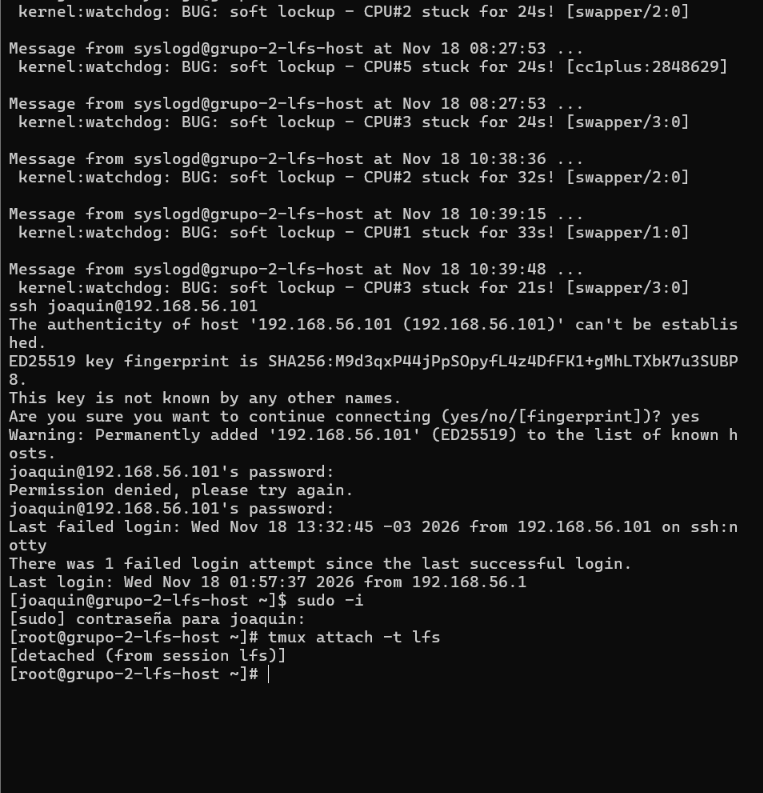 kernel:watchdog: BUG: soft lockup - CPU#2 stuck for 24s! [swapper/2:0]
Message from syslogd@grupo-2-lfs-host at Nov 18 08:27:53 ...
kernel:watchdog: BUG: soft lockup - CPU#5 stuck for 24s! [cc1plus:2848629]
Message from syslogd@grupo-2-lfs-host at Nov 18 08:27:53 ...
kernel:watchdog: BUG: soft lockup - CPU#3 stuck for 24s! [swapper/3:0]
Message from syslogd@grupo-2-lfs-host at Nov 18 10:38:36 ...
kernel:watchdog: BUG: soft lockup - CPU#2 stuck for 32s! [swapper/2:0]
Message from syslogd@grupo-2-lfs-host at Nov 18 10:39:15 ...
kernel:watchdog: BUG: soft lockup - CPU#1 stuck for 33s! [swapper/1:0]
Message from syslogd@grupo-2-lfs-host at Nov 18 10:39:48 ...
kernel:watchdog: BUG: soft lockup - CPU#3 stuck for 21s! [swapper/3:0]
ssh joaquin@192.168.56.101
The authenticity of host '192.168.56.101 (192.168.56.101)' can't be establis
hed.
ED25519 key fingerprint is SHA256:M9d3qxP44jPpSOpyfL4z4DfFK1+gMhLTXbK7u3SUBP
8.
This key is not known by any other names.
Are you sure you want to continue connecting (yes/no/[fingerprint])? yes
Warning: Permanently added '192.168.56.101' (ED25519) to the list of known h
osts.
joaquin@192.168.56.101's password:
Permission denied, please try again.
joaquin@192.168.56.101's password:
Last failed login: Wed Nov 18 13:32:45 -03 2026 from 192.168.56.101 on ssh:n
otty
There was 1 failed login attempt since the last successful login.
Last login: Wed Nov 18 01:57:37 2026 from 192.168.56.1
[joaquin@grupo-2-lfs-host ~]$ sudo -i
[sudo] contraseña para joaquin:
[root@grupo-2-lfs-host ~]# tmux attach -t lfs
[detached (from session lfs)]
[root@grupo-2-lfs-host ~]#